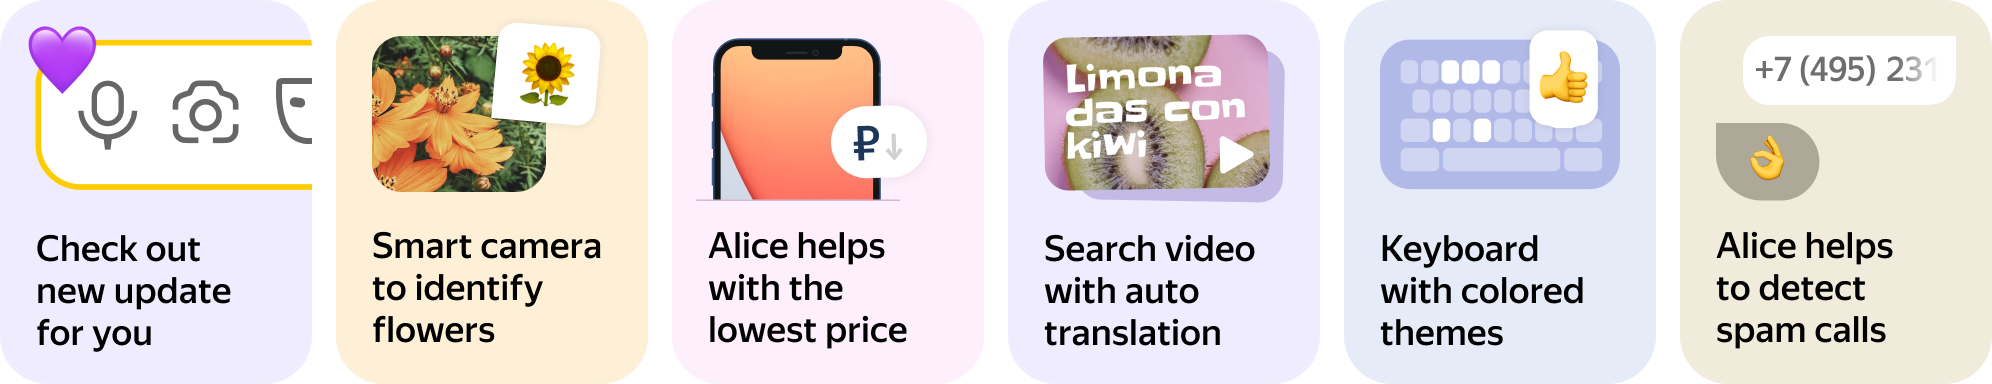 Check out
new update
for you
Smart camera
to identify
flowers
₽↓
Alice helps
with the
lowest price
Limona
das con
kiwi
Search video
with auto
translation
Keyboard
with colored
themes
+7 (495) 231
Alice helps
to detect
spam calls